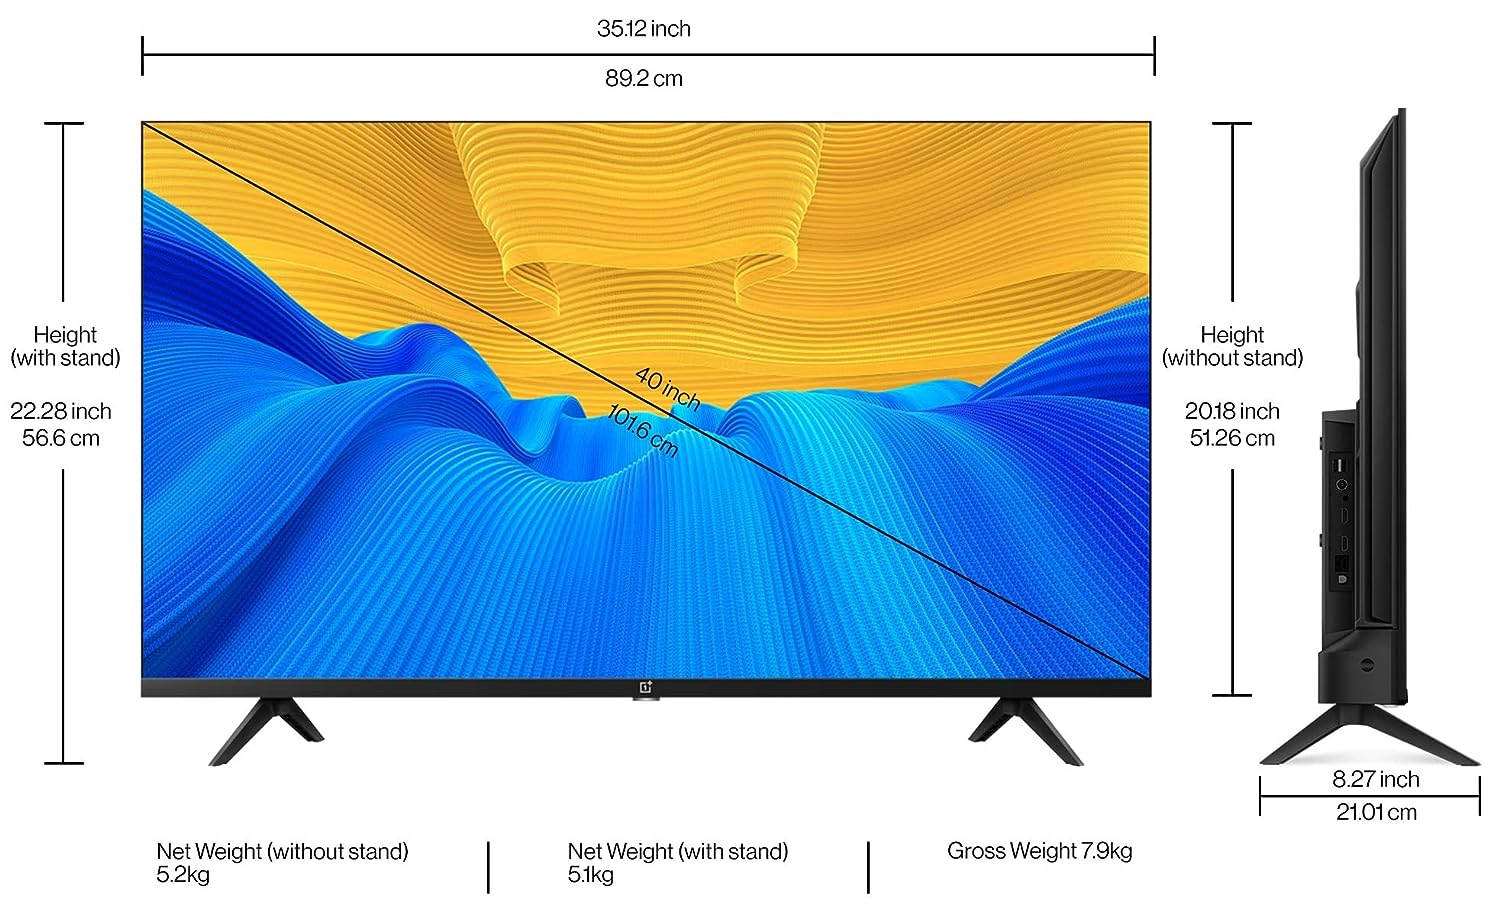 35.12 inch
89.2 cm
Height
(with stand)
22.28 inch
56.6 cm
40 inch
101.6 cm
Height
(without stand)
20.18 inch
51.26 cm
8.27 inch
21.01 cm
Net Weight (without stand)
5.2kg
Net Weight (with stand)
5.1kg
Gross Weight 7.9kg